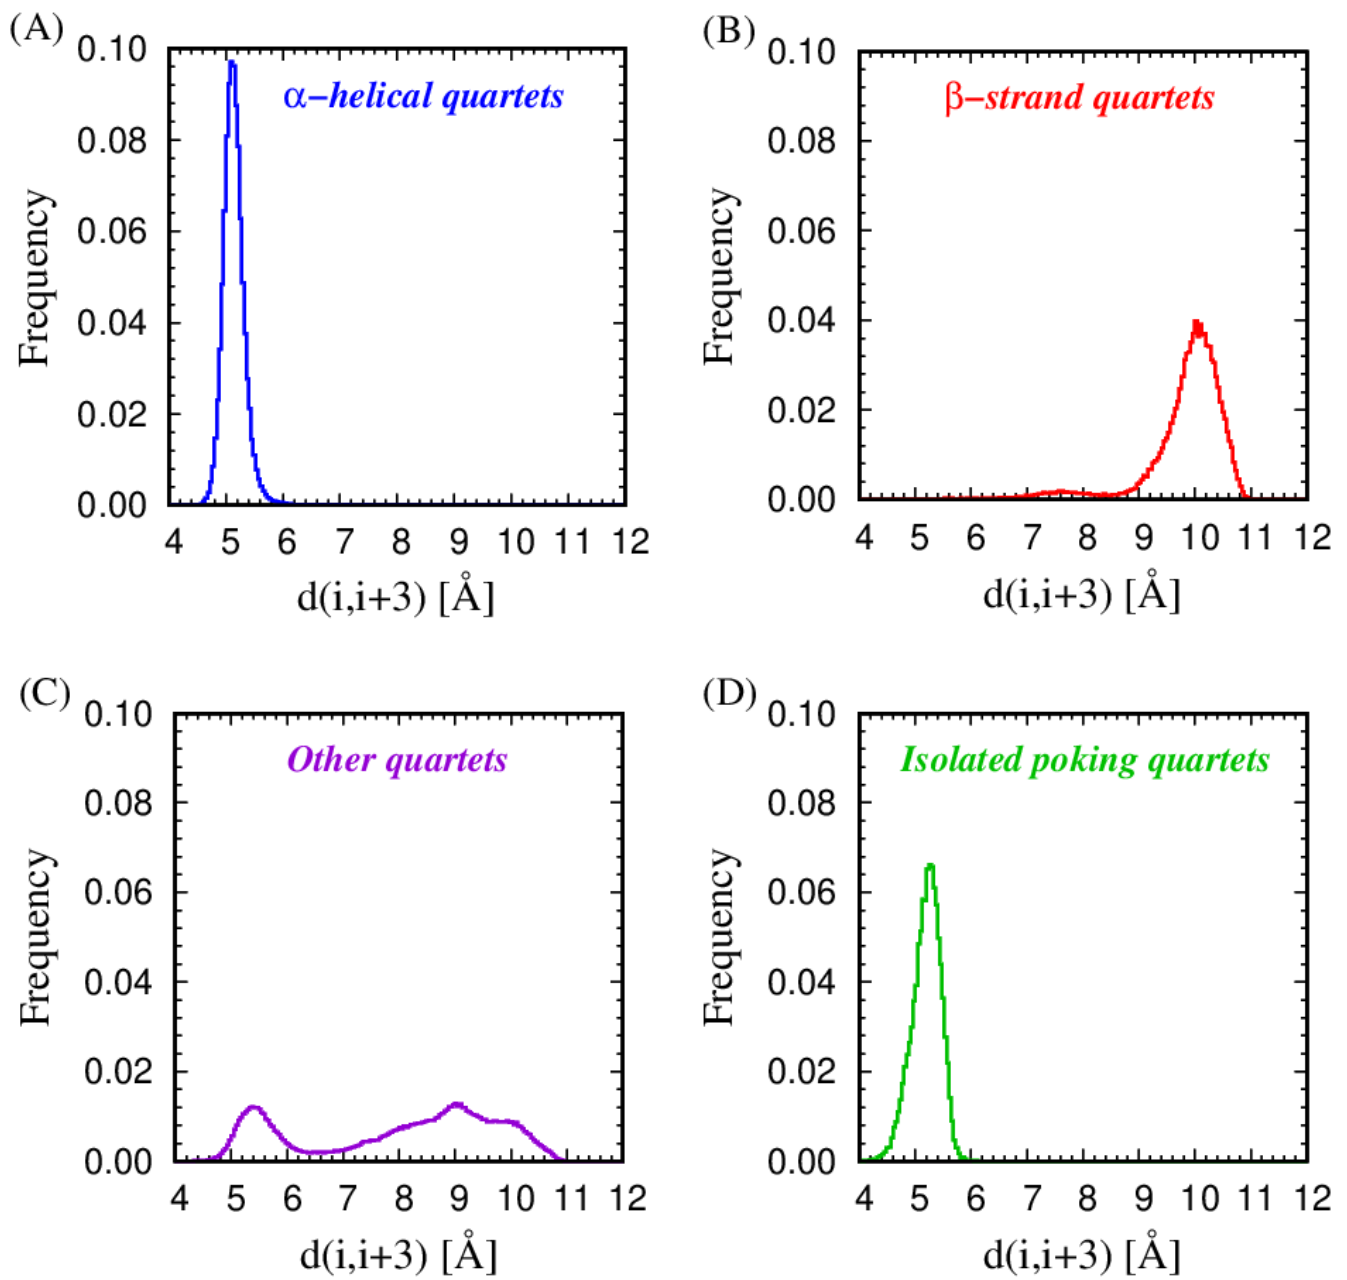 (A)
α–helical quartets
Frequency
0.10
0.08
0.06
0.04
0.02
0.00
4 5 6 7 8 9 10 11 12
d(i,i+3) [Å]
(B)
β–strand quartets
Frequency
0.10
0.08
0.06
0.04
0.02
0.00
4 5 6 7 8 9 10 11 12
d(i,i+3) [Å]
(C)
Other quartets
Frequency
0.10
0.08
0.06
0.04
0.02
0.00
4 5 6 7 8 9 10 11 12
d(i,i+3) [Å]
(D)
Isolated poking quartets
Frequency
0.10
0.08
0.06
0.04
0.02
0.00
4 5 6 7 8 9 10 11 12
d(i,i+3) [Å]